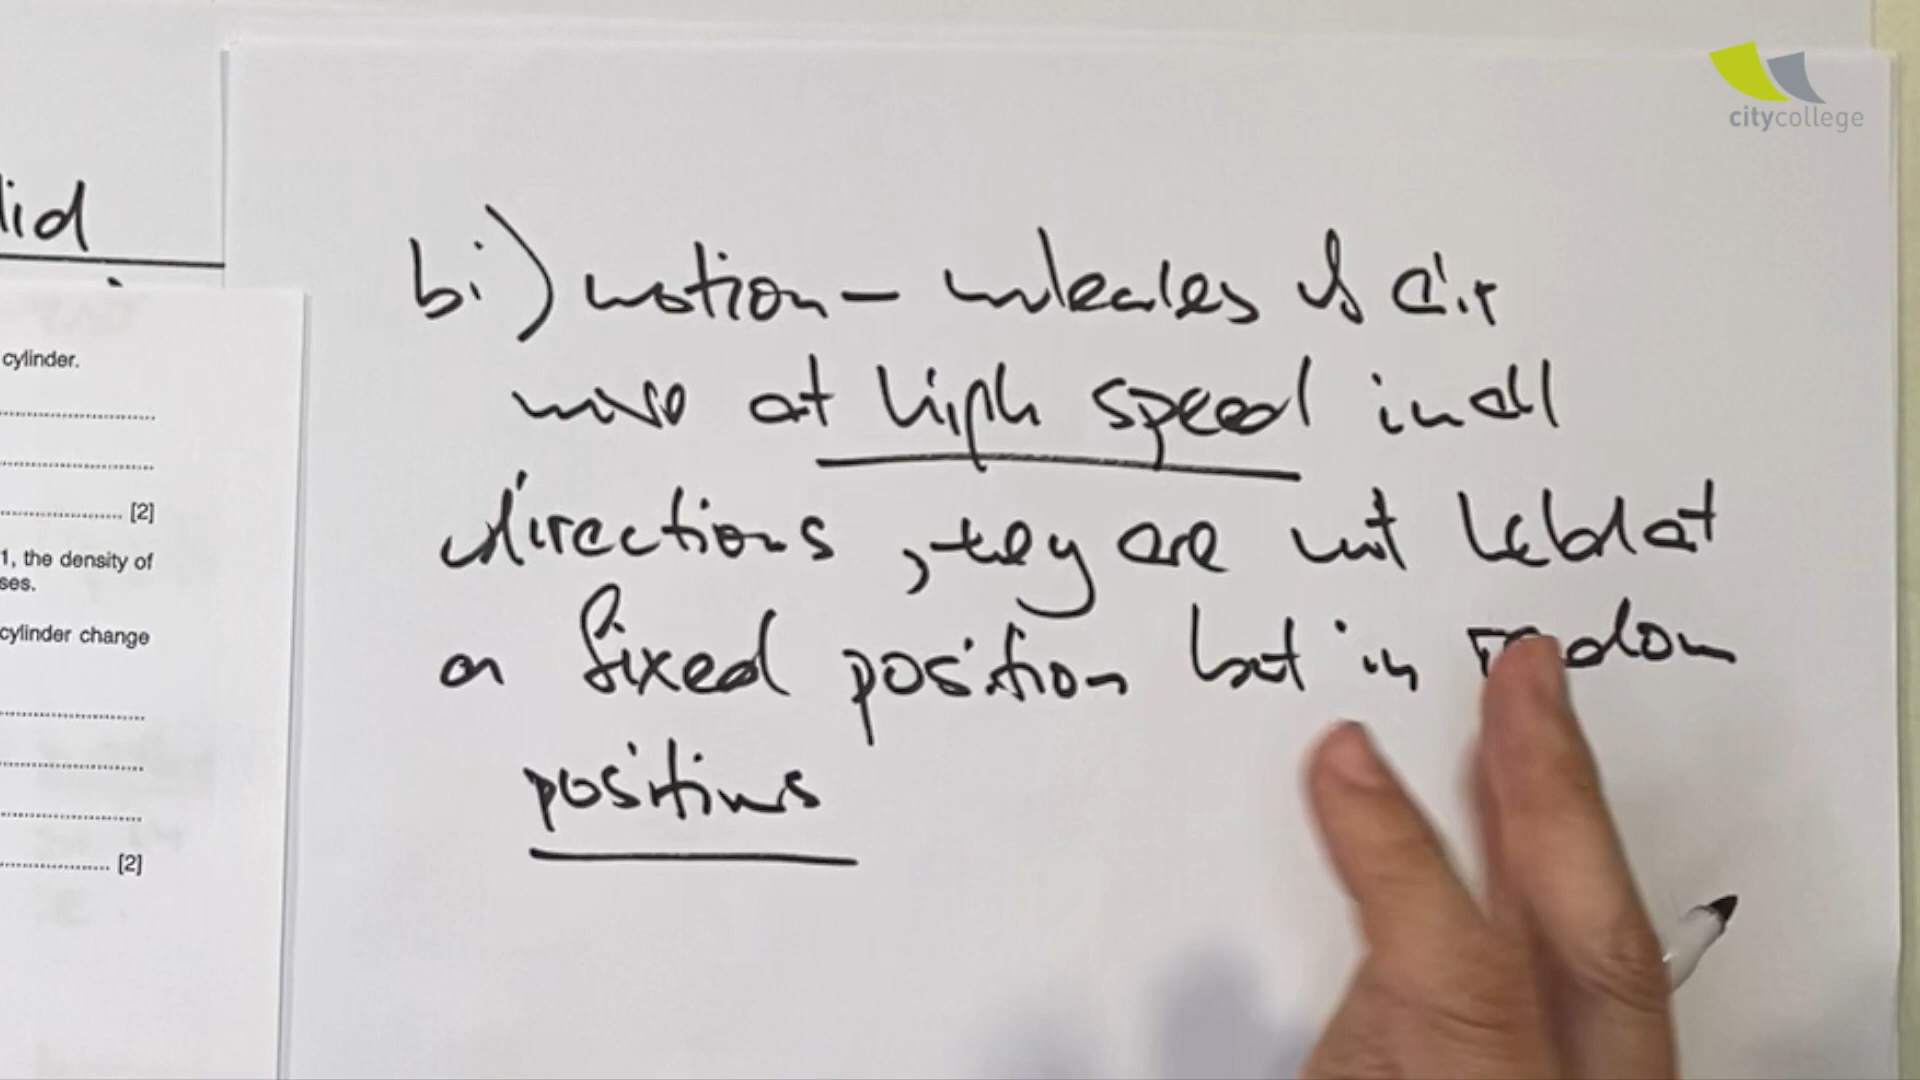 citycollege
lid
bi) motion - molecules of air
move at high speed in all
directions, they are not held at
a fixed position but in random
positions
cylinder.
[2]
1, the density of
ses.
cylinder change
[2]